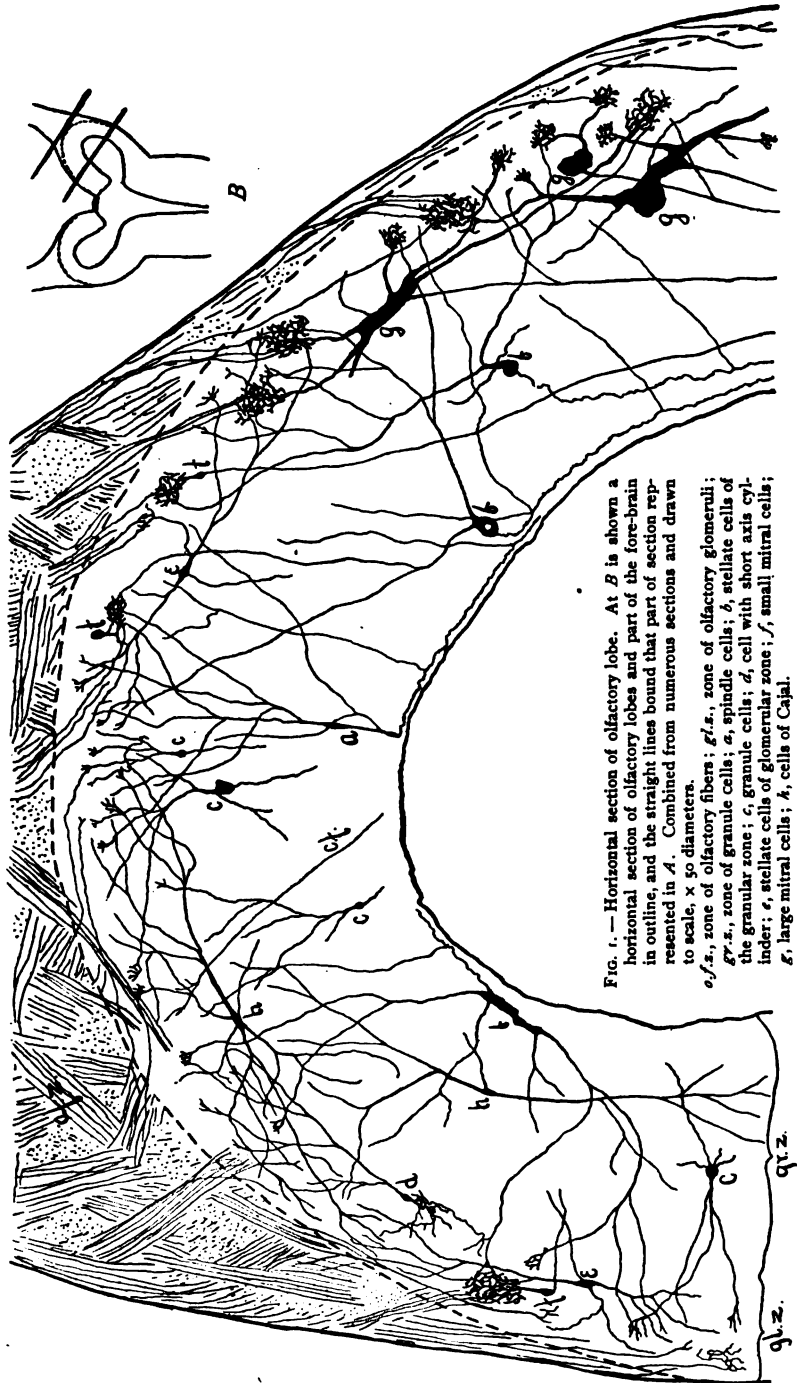 B
o.f.z.
g
g
g
t
b
t
b
e
a
c
c
c.f.
c
a
b
h
d
f
e
c
gl.z.
gr.z.
FIG. 1. — Horizontal section of olfactory lobe. At B is shown a
horizontal section of olfactory lobes and part of the fore-brain
in outline, and the straight lines bound that part of section rep-
resented in A. Combined from numerous sections and drawn
to scale, × 50 diameters.
o.f.z., zone of olfactory fibers; gl.z., zone of olfactory glomeruli;
gr.z., zone of granule cells; a, spindle cells; b, stellate cells of
the granular zone; c, granule cells; d, cell with short axis cyl-
inder; e, stellate cells of glomerular zone; f, small mitral cells;
g, large mitral cells; h, cells of Cajal.